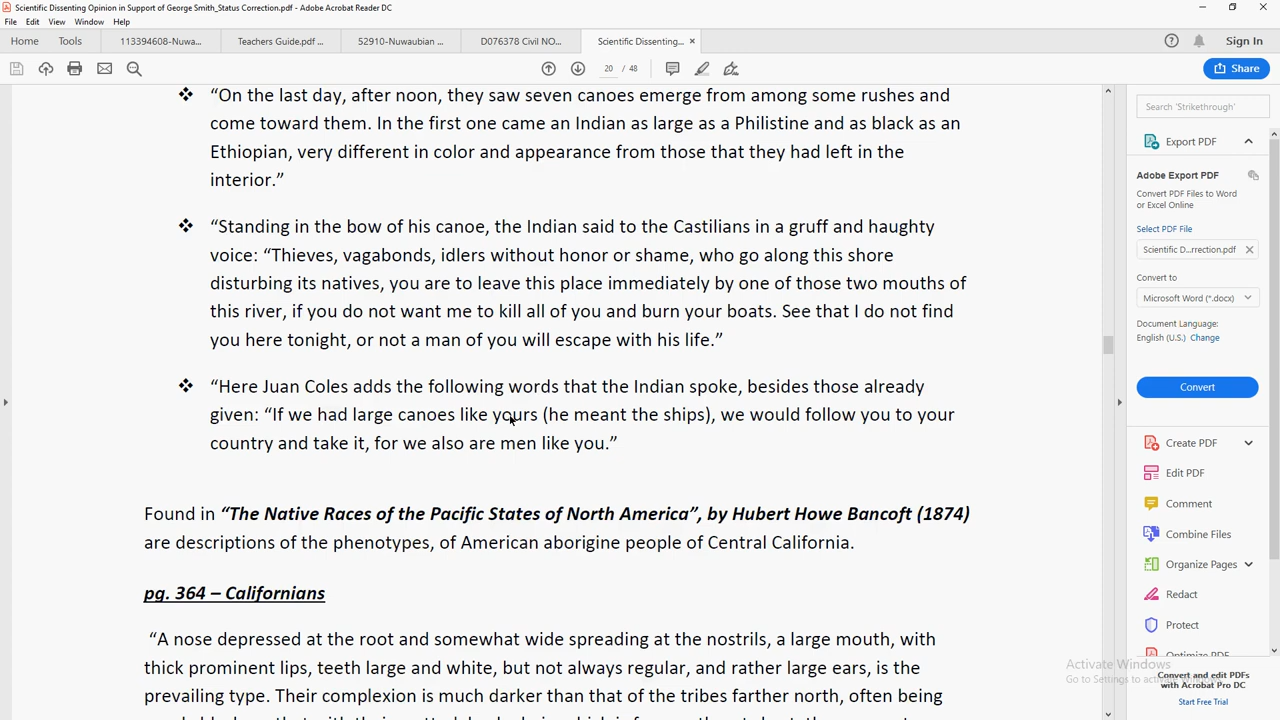 Scientific Dissenting Opinion in Support of George Smith_Status Correction.pdf - Adobe Acrobat Reader DC
File Edit View Window Help
Home Tools 113394608-Nuwa... Teachers Guide.pdf ... 52910-Nuwaubian ... D076378 Civil NO... Scientific Dissenting... × Sign In
20 / 48 Share
❖ “On the last day, after noon, they saw seven canoes emerge from among some rushes and
come toward them. In the first one came an Indian as large as a Philistine and as black as an
Ethiopian, very different in color and appearance from those that they had left in the
interior.”
❖ “Standing in the bow of his canoe, the Indian said to the Castilians in a gruff and haughty
voice: “Thieves, vagabonds, idlers without honor or shame, who go along this shore
disturbing its natives, you are to leave this place immediately by one of those two mouths of
this river, if you do not want me to kill all of you and burn your boats. See that I do not find
you here tonight, or not a man of you will escape with his life.”
❖ “Here Juan Coles adds the following words that the Indian spoke, besides those already
given: “If we had large canoes like yours (he meant the ships), we would follow you to your
country and take it, for we also are men like you.”
Found in “The Native Races of the Pacific States of North America”, by Hubert Howe Bancoft (1874)
are descriptions of the phenotypes, of American aborigine people of Central California.
pg. 364 – Californians
“A nose depressed at the root and somewhat wide spreading at the nostrils, a large mouth, with
thick prominent lips, teeth large and white, but not always regular, and rather large ears, is the
prevailing type. Their complexion is much darker than that of the tribes farther north, often being
Search 'Strikethrough'
Export PDF
Adobe Export PDF
Convert PDF Files to Word
or Excel Online
Select PDF File
Scientific D...rrection.pdf
Convert to
Microsoft Word (*.docx)
Document Language:
English (U.S.) Change
Convert
Create PDF
Edit PDF
Comment
Combine Files
Organize Pages
Redact
Protect
Optimize PDF
Activate Windows
Go to Settings to activate
Convert and edit PDFs
with Acrobat Pro DC
Start Free Trial